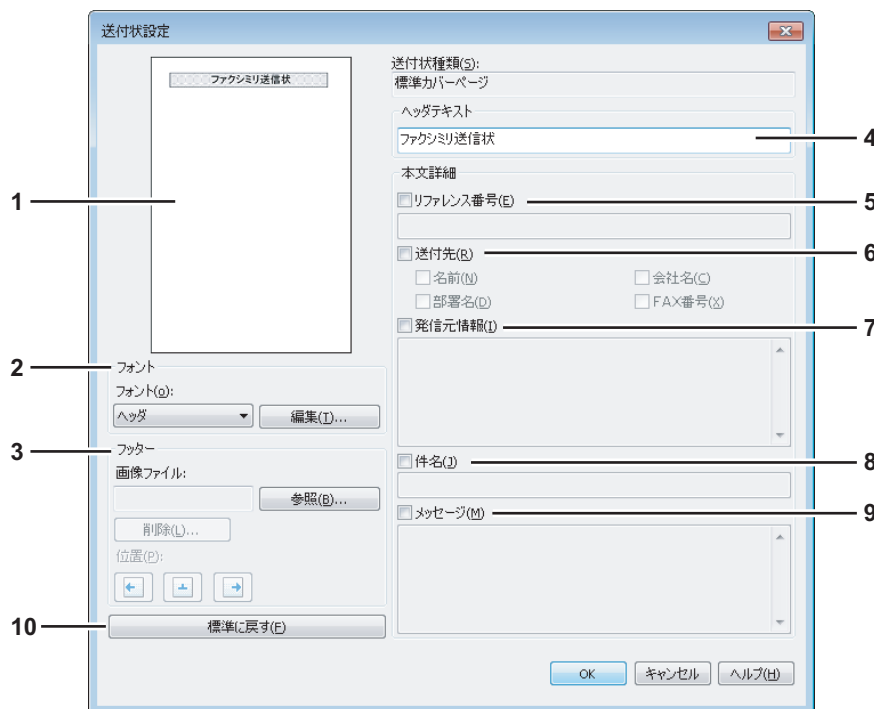 送付状設定
ファクシミリ送信状
1
2
フォント
フォント(o):
ヘッダ
編集(T)...
3
フッター
画像ファイル:
参照(B)...
削除(L)...
位置(P):
10
標準に戻す(F)
送付状種類(S):
標準カバーページ
ヘッダテキスト
ファクシミリ送信状
4
本文詳細
リファレンス番号(E)
5
送付先(R)
6
名前(N)
会社名(C)
部署名(D)
FAX番号(X)
発信元情報(I)
7
件名(J)
8
メッセージ(M)
9
OK
キャンセル
ヘルプ(H)